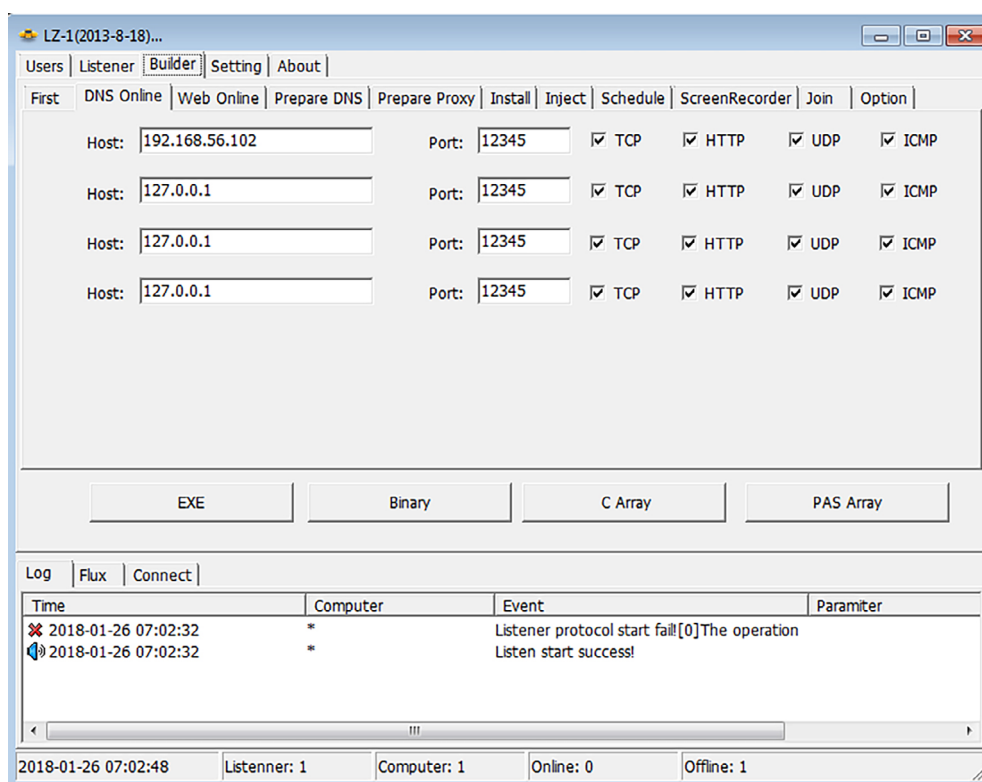 LZ-1(2013-8-18)...
Users Listener Builder Setting About
First DNS Online Web Online Prepare DNS Prepare Proxy Install Inject Schedule ScreenRecorder Join Option
Host: 192.168.56.102 Port: 12345 TCP HTTP UDP ICMP
Host: 127.0.0.1 Port: 12345 TCP HTTP UDP ICMP
Host: 127.0.0.1 Port: 12345 TCP HTTP UDP ICMP
Host: 127.0.0.1 Port: 12345 TCP HTTP UDP ICMP
EXE Binary C Array PAS Array
Log Flux Connect
Time Computer Event Paramiter
2018-01-26 07:02:32 * Listener protocol start fail![0]The operation
2018-01-26 07:02:32 * Listen start success!
2018-01-26 07:02:48 Listenner: 1 Computer: 1 Online: 0 Offline: 1